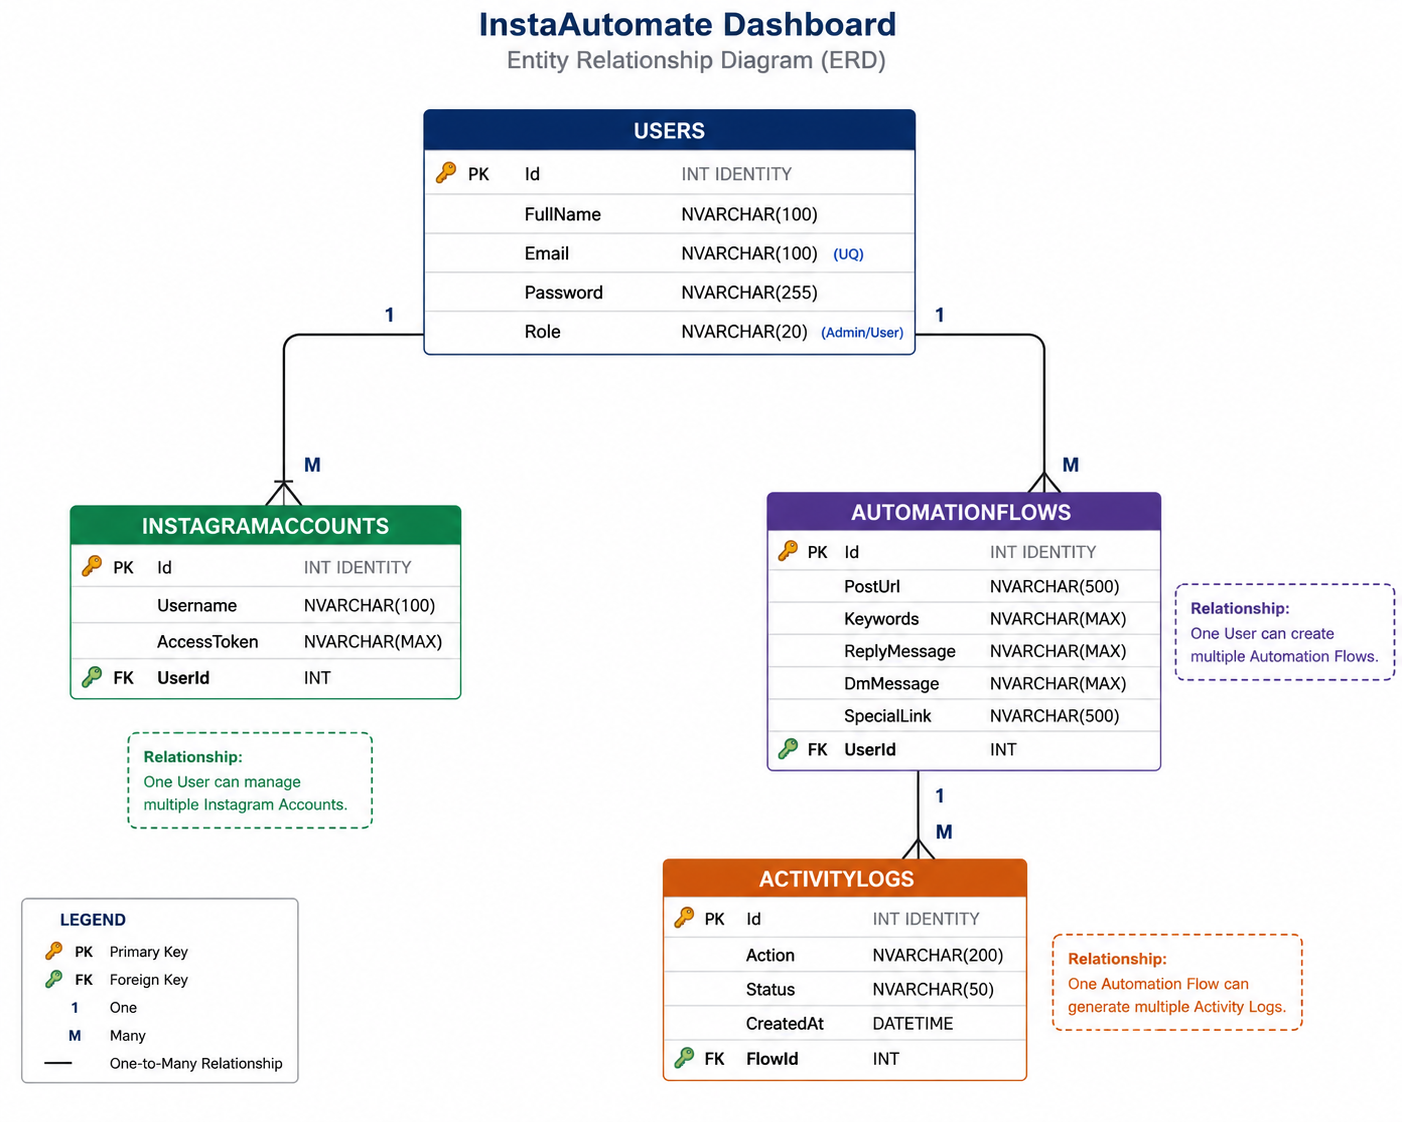 InstaAutomate Dashboard
Entity Relationship Diagram (ERD)
USERS
PK Id INT IDENTITY
FullName NVARCHAR(100)
Email NVARCHAR(100) (UQ)
Password NVARCHAR(255)
Role NVARCHAR(20) (Admin/User)
1
1
M
M
INSTAGRAMACCOUNTS
PK Id INT IDENTITY
Username NVARCHAR(100)
AccessToken NVARCHAR(MAX)
FK UserId INT
Relationship:
One User can manage
multiple Instagram Accounts.
AUTOMATIONFLOWS
PK Id INT IDENTITY
PostUrl NVARCHAR(500)
Keywords NVARCHAR(MAX)
ReplyMessage NVARCHAR(MAX)
DmMessage NVARCHAR(MAX)
SpecialLink NVARCHAR(500)
FK UserId INT
Relationship:
One User can create
multiple Automation Flows.
1
M
ACTIVITYLOGS
PK Id INT IDENTITY
Action NVARCHAR(200)
Status NVARCHAR(50)
CreatedAt DATETIME
FK FlowId INT
Relationship:
One Automation Flow can
generate multiple Activity Logs.
LEGEND
PK Primary Key
FK Foreign Key
1 One
M Many
One-to-Many Relationship